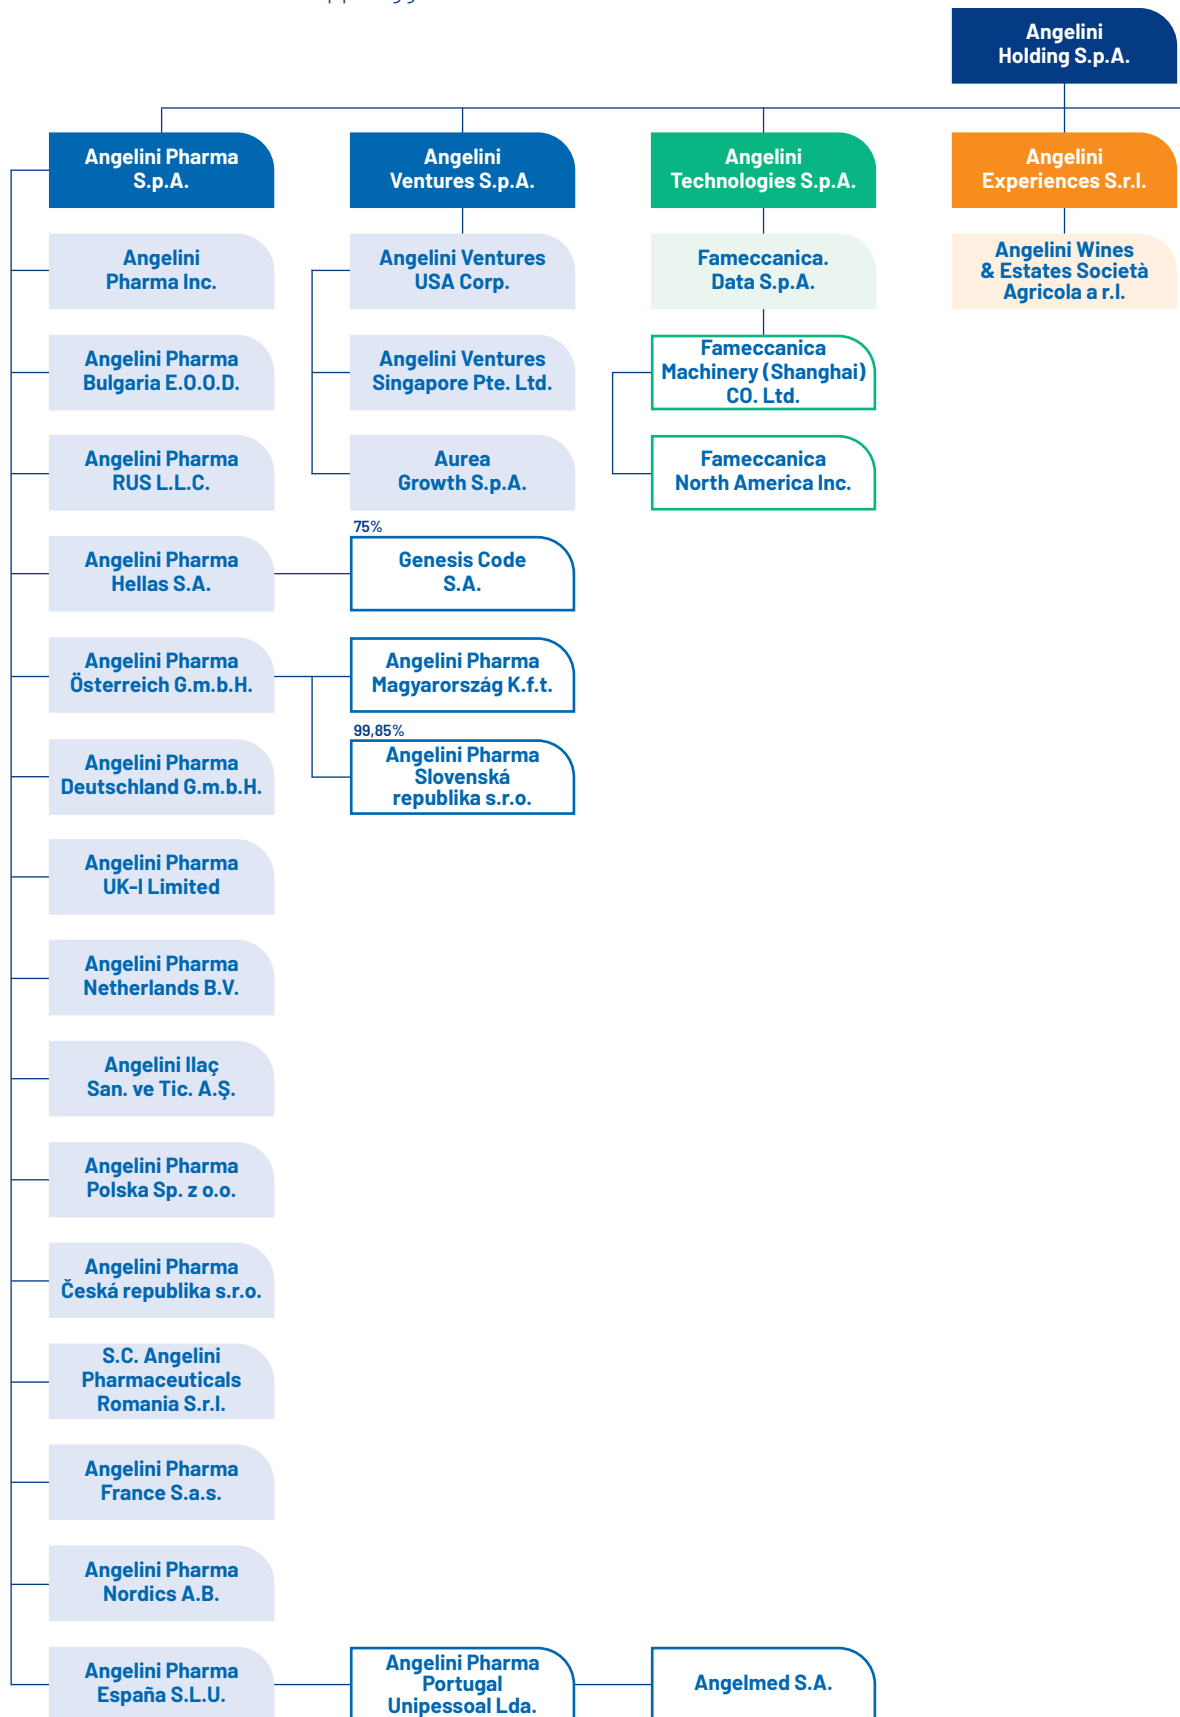 Angelini
Holding S.p.A.
Angelini Pharma
S.p.A.
Angelini
Ventures S.p.A.
Angelini
Technologies S.p.A.
Angelini
Experiences S.r.l.
Angelini
Pharma Inc.
Angelini Ventures
USA Corp.
Fameccanica.
Data S.p.A.
Angelini Wines
& Estates Società
Agricola a r.l.
Angelini Pharma
Bulgaria E.O.O.D.
Angelini Ventures
Singapore Pte. Ltd.
Fameccanica
Machinery (Shanghai)
CO. Ltd.
Angelini Pharma
RUS L.L.C.
Aurea
Growth S.p.A.
Fameccanica
North America Inc.
Angelini Pharma
Hellas S.A.
75%
Genesis Code
S.A.
Angelini Pharma
Österreich G.m.b.H.
Angelini Pharma
Magyarország K.f.t.
99,85%
Angelini Pharma
Slovenská
republika s.r.o.
Angelini Pharma
Deutschland G.m.b.H.
Angelini Pharma
UK-I Limited
Angelini Pharma
Netherlands B.V.
Angelini Ilaç
San. ve Tic. A.Ş.
Angelini Pharma
Polska Sp. z o.o.
Angelini Pharma
Česká republika s.r.o.
S.C. Angelini
Pharmaceuticals
Romania S.r.l.
Angelini Pharma
France S.a.s.
Angelini Pharma
Nordics A.B.
Angelini Pharma
España S.L.U.
Angelini Pharma
Portugal
Unipessoal Lda.
Angelmed S.A.